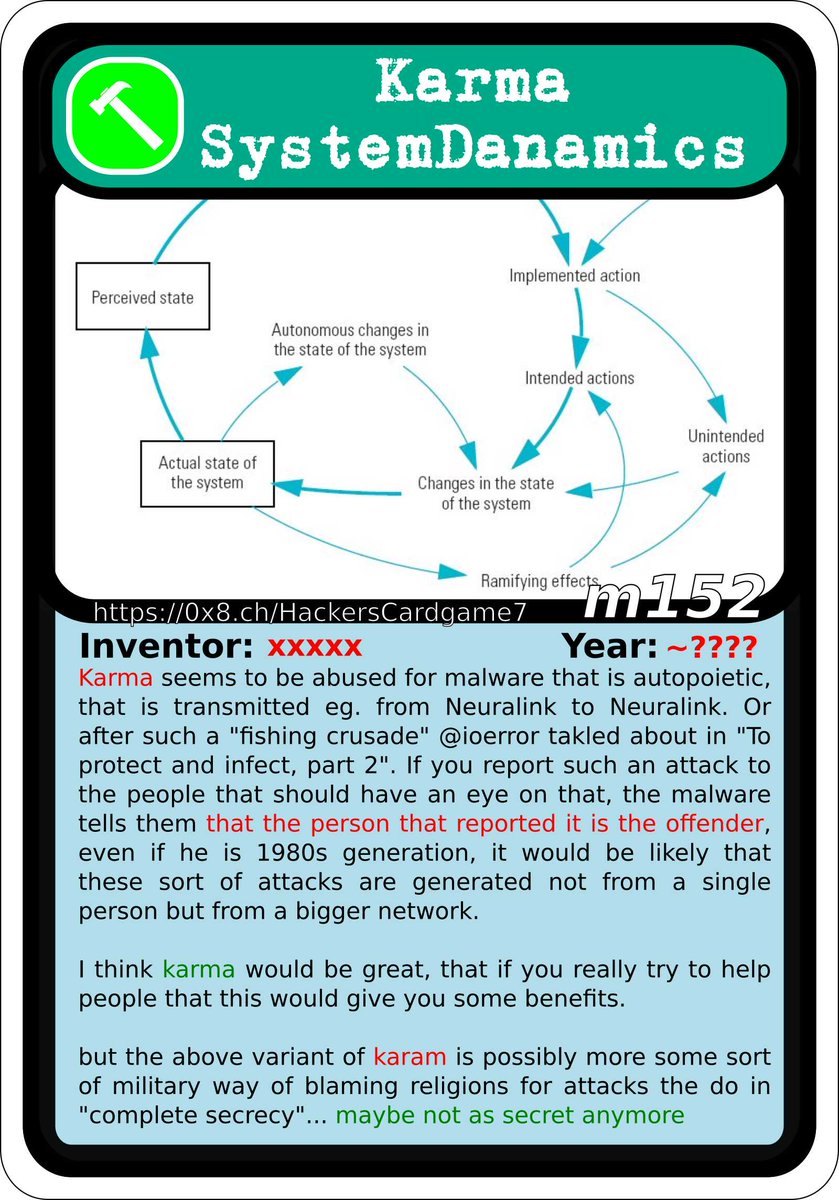 Karma
SystemDanamics
Implemented action
Perceived state
Autonomous changes in
the state of the system
Intended actions
Unintended
actions
Actual state of
the system
Changes in the state
of the system
Ramifying effects
m152
https://0x8.ch/HackersCardgame7
Inventor: xxxxx Year: ~????
Karma seems to be abused for malware that is autopoietic,
that is transmitted eg. from Neuralink to Neuralink. Or
after such a "fishing crusade" @ioerror takled about in "To
protect and infect, part 2". If you report such an attack to
the people that should have an eye on that, the malware
tells them that the person that reported it is the offender,
even if he is 1980s generation, it would be likely that
these sort of attacks are generated not from a single
person but from a bigger network.
I think karma would be great, that if you really try to help
people that this would give you some benefits.
but the above variant of karam is possibly more some sort
of military way of blaming religions for attacks the do in
"complete secrecy"... maybe not as secret anymore